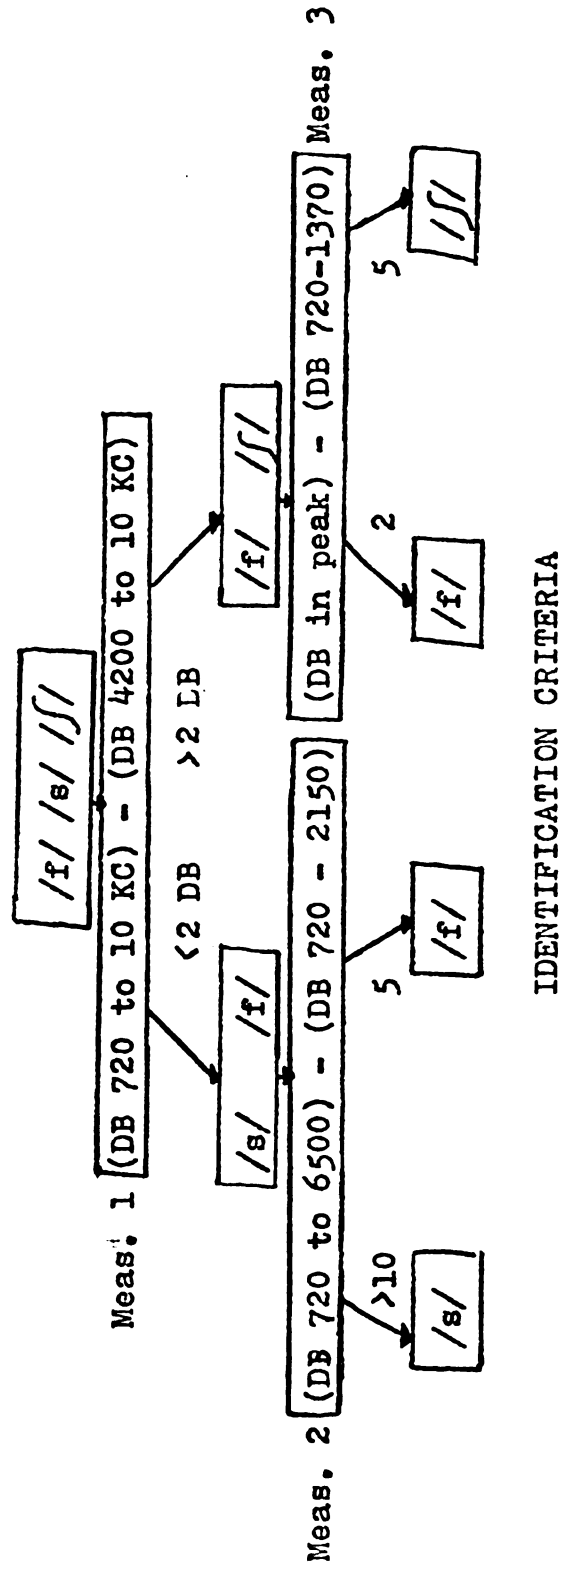 /f/ /s/ /ʃ/
Meas. 1 (DB 720 to 10 KC) - (DB 4200 to 10 KC)
<2 DB >2 DB
/s/ /f/
/f/ /ʃ/
Meas. 2 (DB 720 to 6500) - (DB 720 - 2150)
(DB in peak) - (DB 720-1370) Meas. 3
>10 5 2 5
/s/ /f/ /f/ /ʃ/
IDENTIFICATION CRITERIA